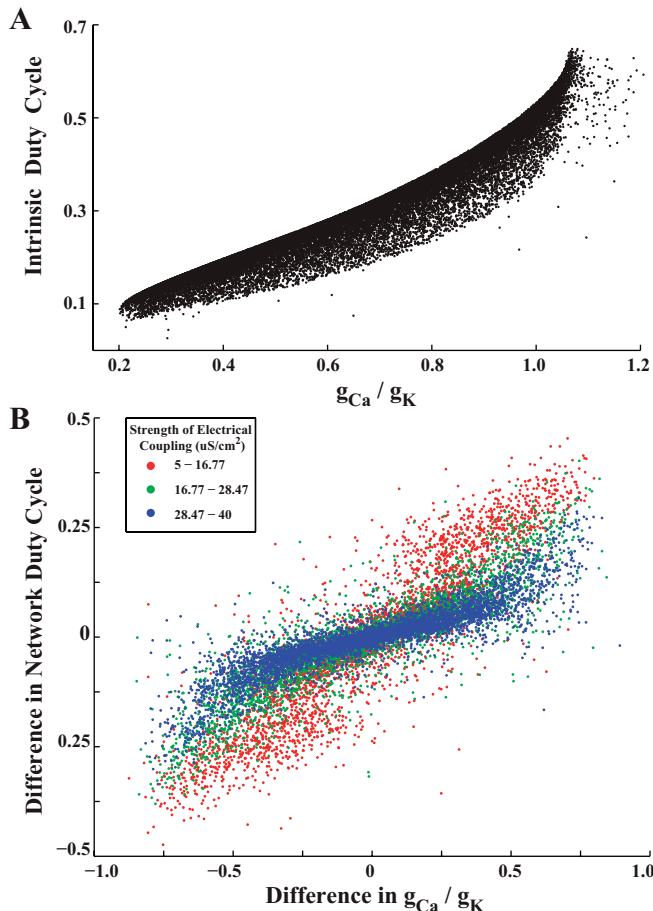 A
Intrinsic Duty Cycle
0.7
0.5
0.3
0.1
0.2
0.4
0.6
0.8
1.0
1.2
gCa / gK
B
Difference in Network Duty Cycle
0.5
0.25
0
0.25
−0.5
Strength of Electrical
Coupling (uS/cm²)
5 − 16.77
16.77 − 28.47
28.47 − 40
−1.0
−0.5
0
0.5
1.0
Difference in gCa / gK